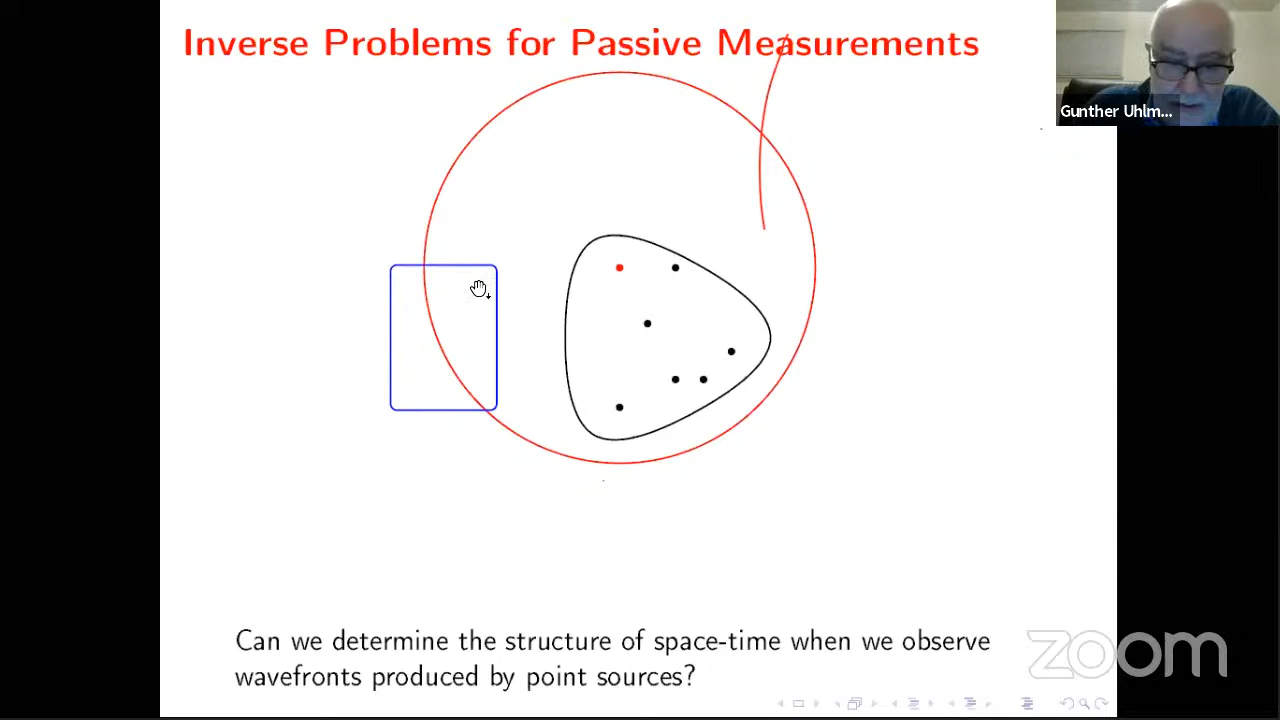 Inverse Problems for Passive Measurements
Gunther Uhlm...
Can we determine the structure of space-time when we observe
wavefronts produced by point sources?
zoom